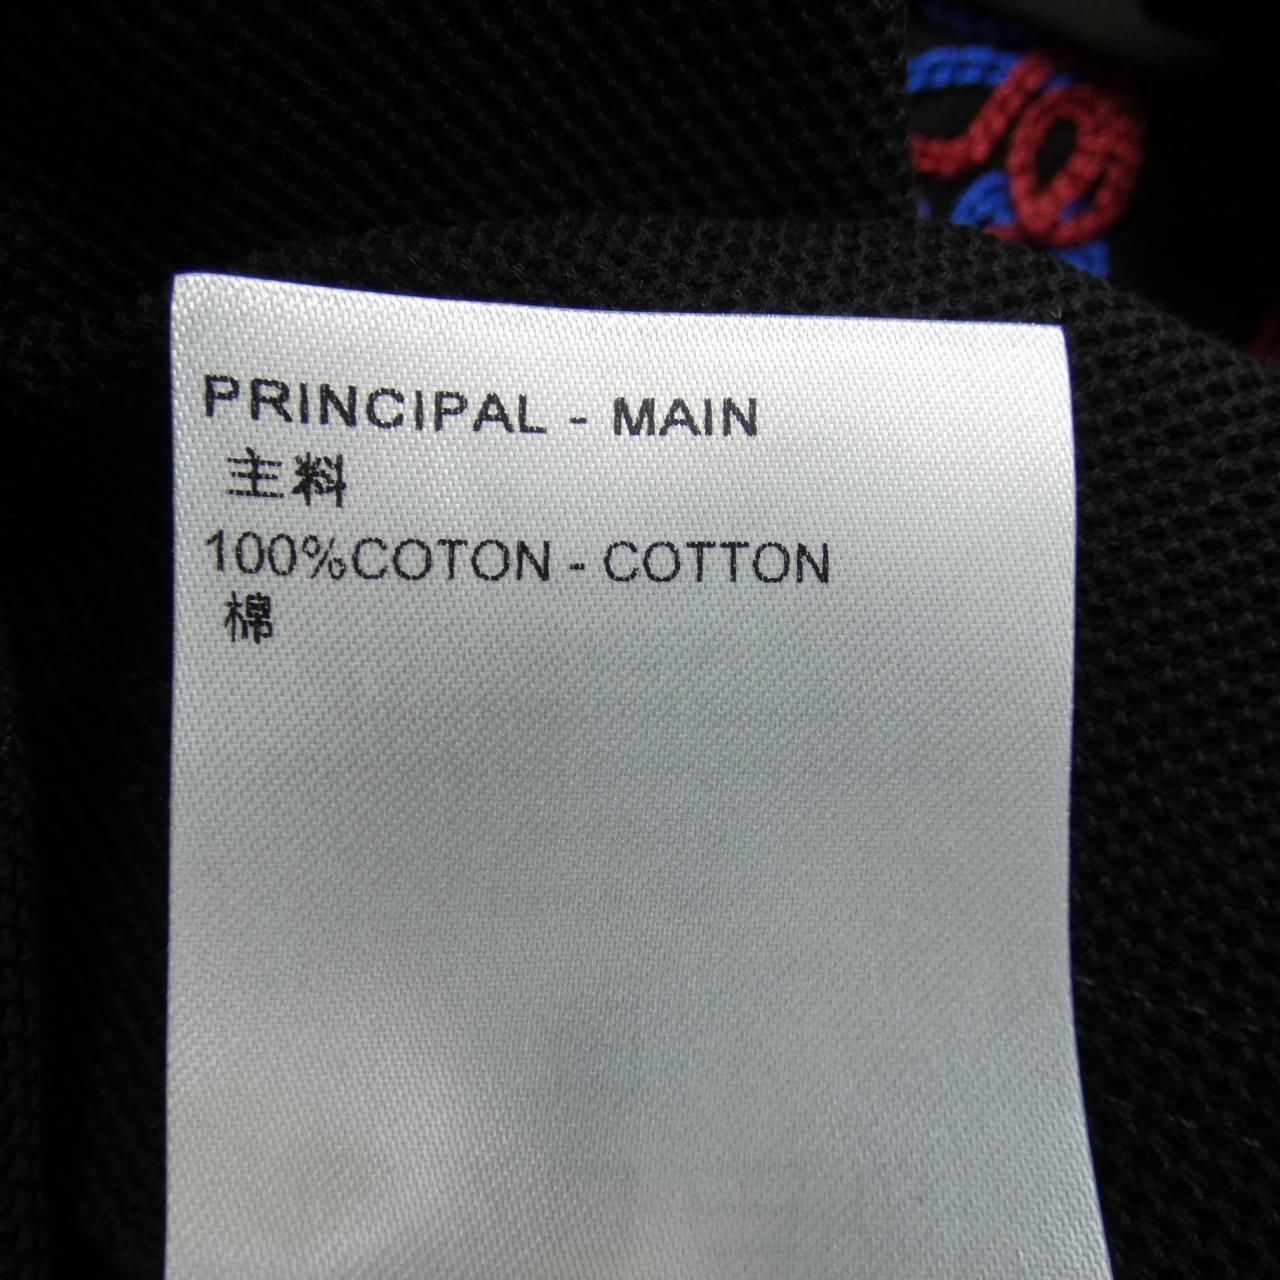 PRINCIPAL - MAIN
主料
100%COTON - COTTON
棉